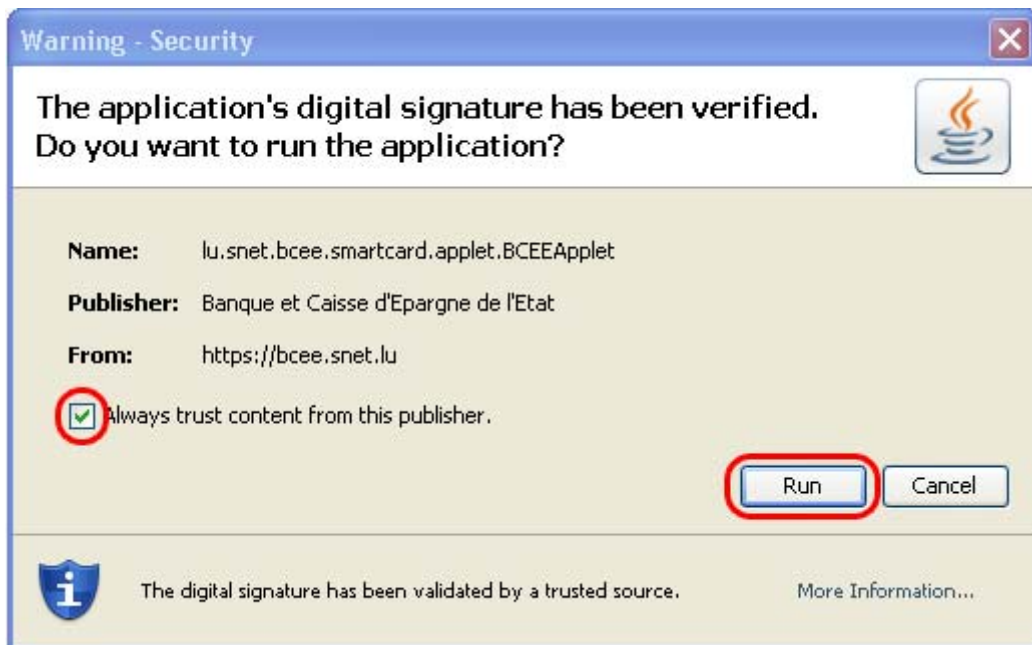 Warning - Security
The application's digital signature has been verified.
Do you want to run the application?
Name: lu.snet.bcee.smartcard.applet.BCEEApplet
Publisher: Banque et Caisse d'Epargne de l'Etat
From: https://bcee.snet.lu
Always trust content from this publisher.
Run Cancel
The digital signature has been validated by a trusted source. More Information...